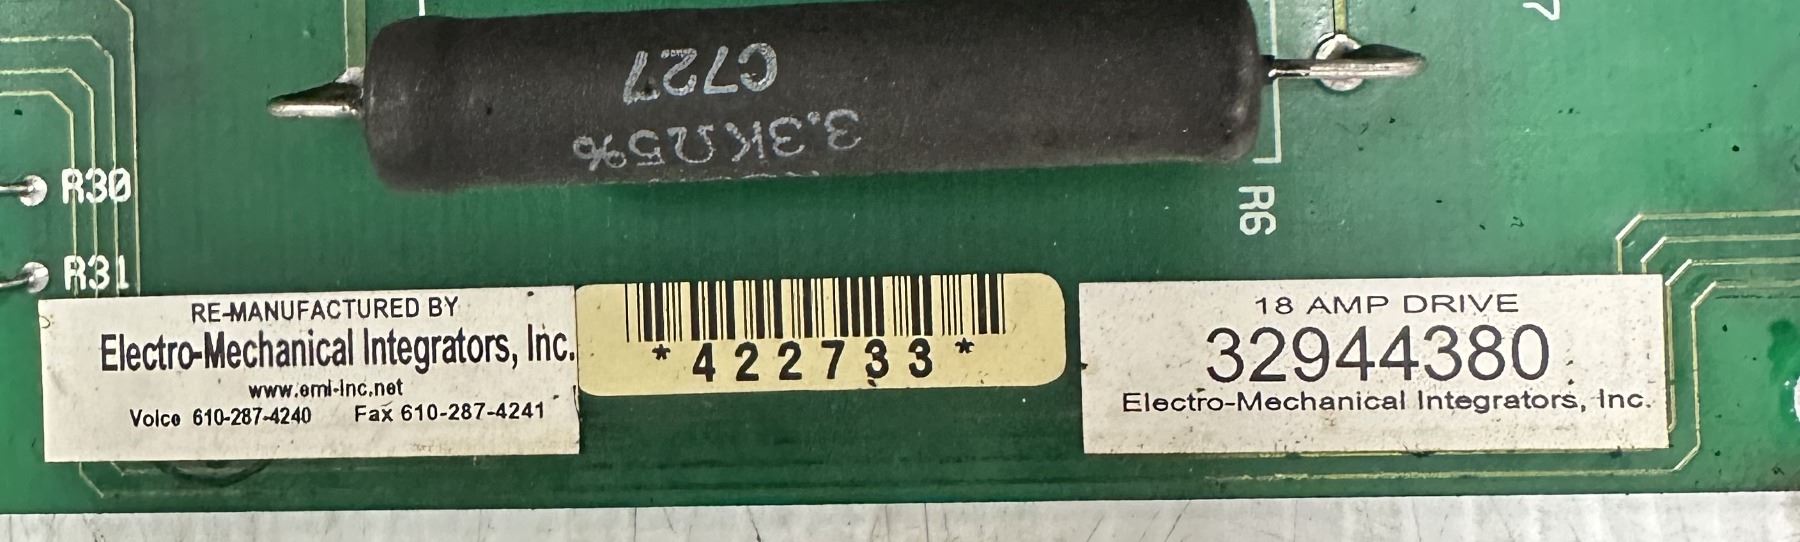 7
C727
3.3KΩ5%
R30
R6
R31
RE-MANUFACTURED BY
Electro-Mechanical Integrators, Inc.
www.emi-inc.net
Voice 610-287-4240 Fax 610-287-4241
*422733*
18 AMP DRIVE
32944380
Electro-Mechanical Integrators, Inc.